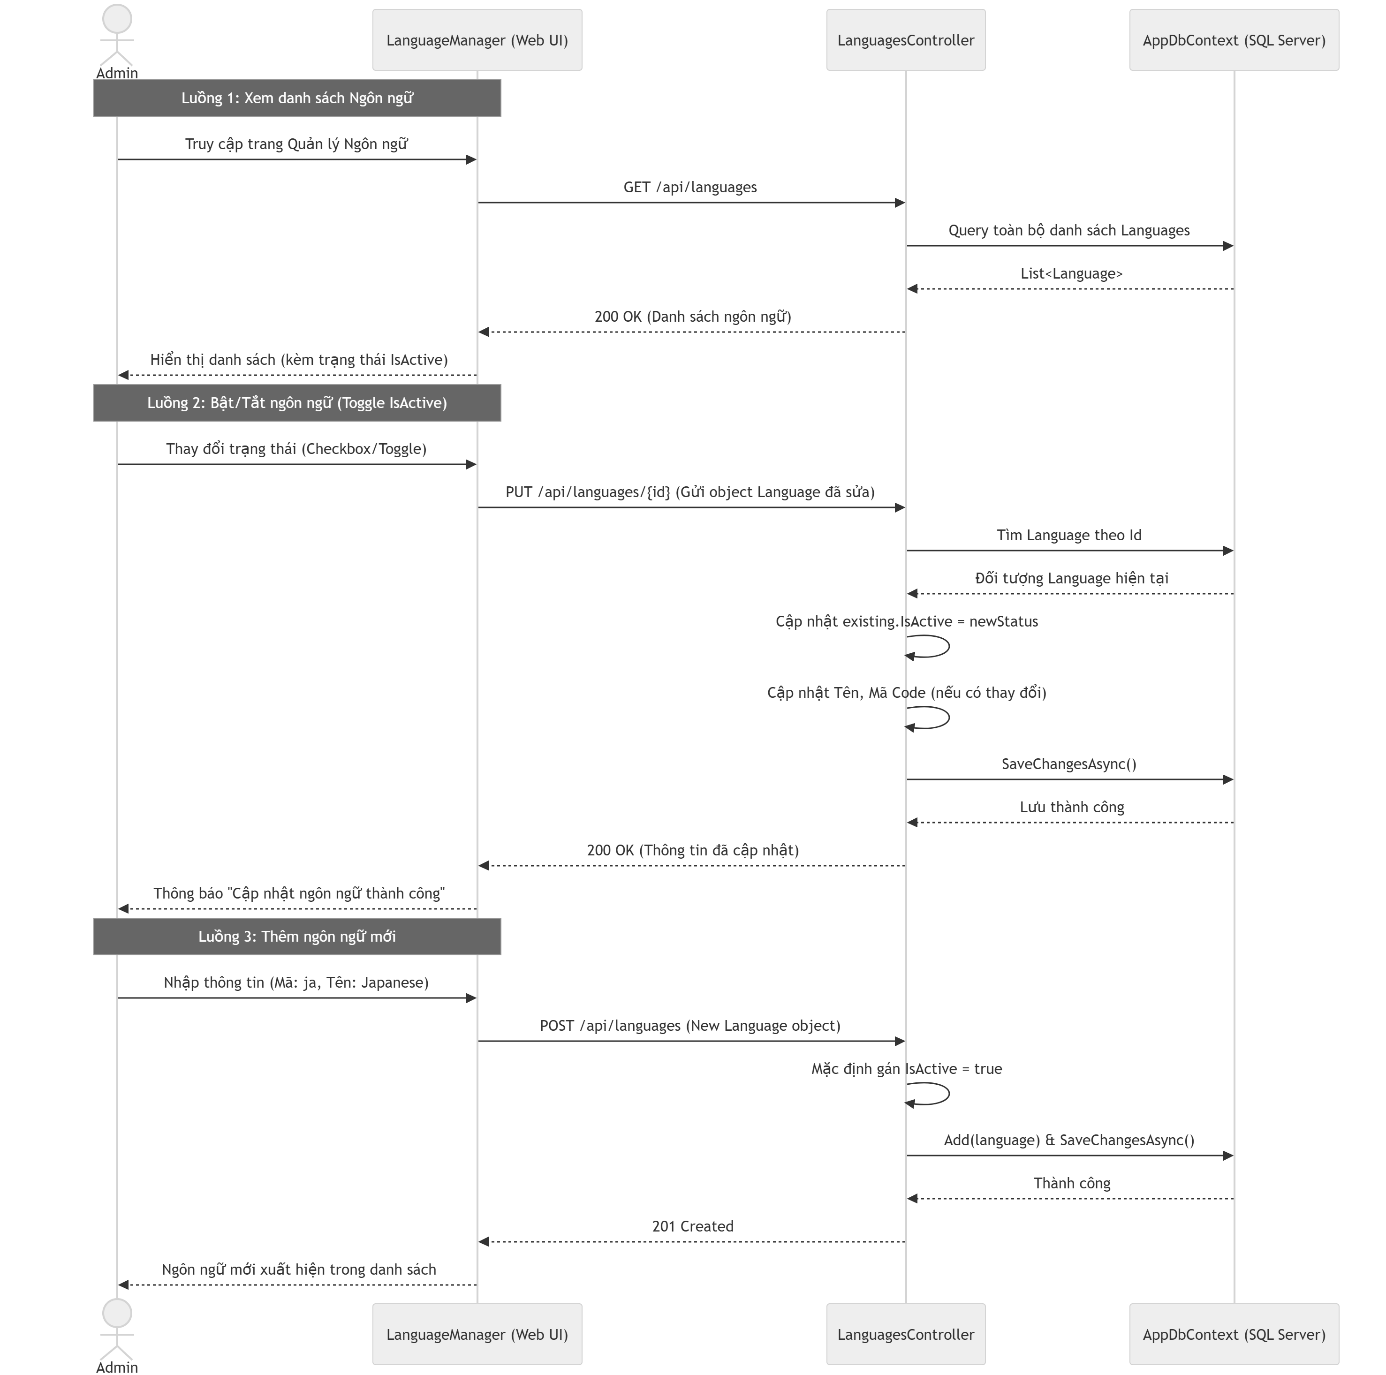 Admin
LanguageManager (Web UI)
LanguagesController
AppDbContext (SQL Server)
Luồng 1: Xem danh sách Ngôn ngữ
Truy cập trang Quản lý Ngôn ngữ
GET /api/languages
Query toàn bộ danh sách Languages
List<Language>
200 OK (Danh sách ngôn ngữ)
Hiển thị danh sách (kèm trạng thái IsActive)
Luồng 2: Bật/Tắt ngôn ngữ (Toggle IsActive)
Thay đổi trạng thái (Checkbox/Toggle)
PUT /api/languages/{id} (Gửi object Language đã sửa)
Tìm Language theo Id
Đối tượng Language hiện tại
Cập nhật existing.IsActive = newStatus
Cập nhật Tên, Mã Code (nếu có thay đổi)
SaveChangesAsync()
Lưu thành công
200 OK (Thông tin đã cập nhật)
Thông báo "Cập nhật ngôn ngữ thành công"
Luồng 3: Thêm ngôn ngữ mới
Nhập thông tin (Mã: ja, Tên: Japanese)
POST /api/languages (New Language object)
Mặc định gán IsActive = true
Add(language) & SaveChangesAsync()
Thành công
201 Created
Ngôn ngữ mới xuất hiện trong danh sách
Admin
LanguageManager (Web UI)
LanguagesController
AppDbContext (SQL Server)